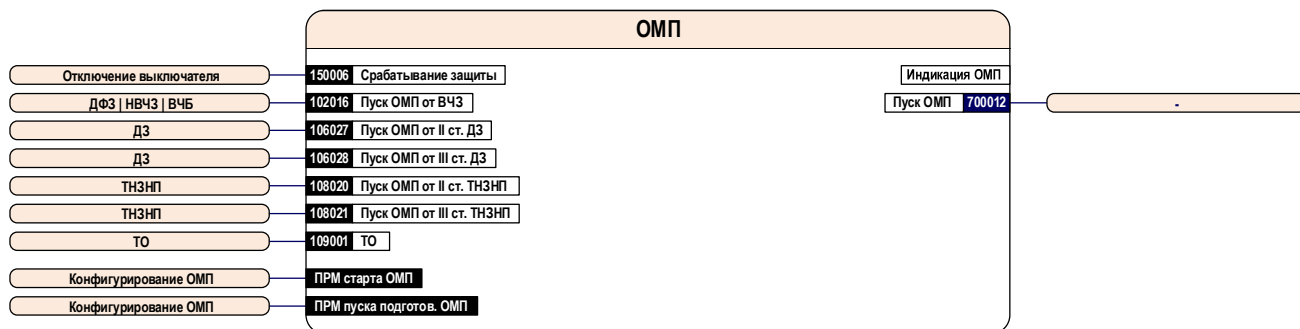 ОМП
Отключение выключателя 150006 Срабатывание защиты Индикация ОМП
ДФЗ | НВЧЗ | ВЧБ 102016 Пуск ОМП от ВЧЗ Пуск ОМП 700012 -
ДЗ 106027 Пуск ОМП от II ст. ДЗ
ДЗ 106028 Пуск ОМП от III ст. ДЗ
ТНЗНП 108020 Пуск ОМП от II ст. ТНЗНП
ТНЗНП 108021 Пуск ОМП от III ст. ТНЗНП
ТО 109001 ТО
Конфигурирование ОМП ПРМ старта ОМП
Конфигурирование ОМП ПРМ пуска подготов. ОМП